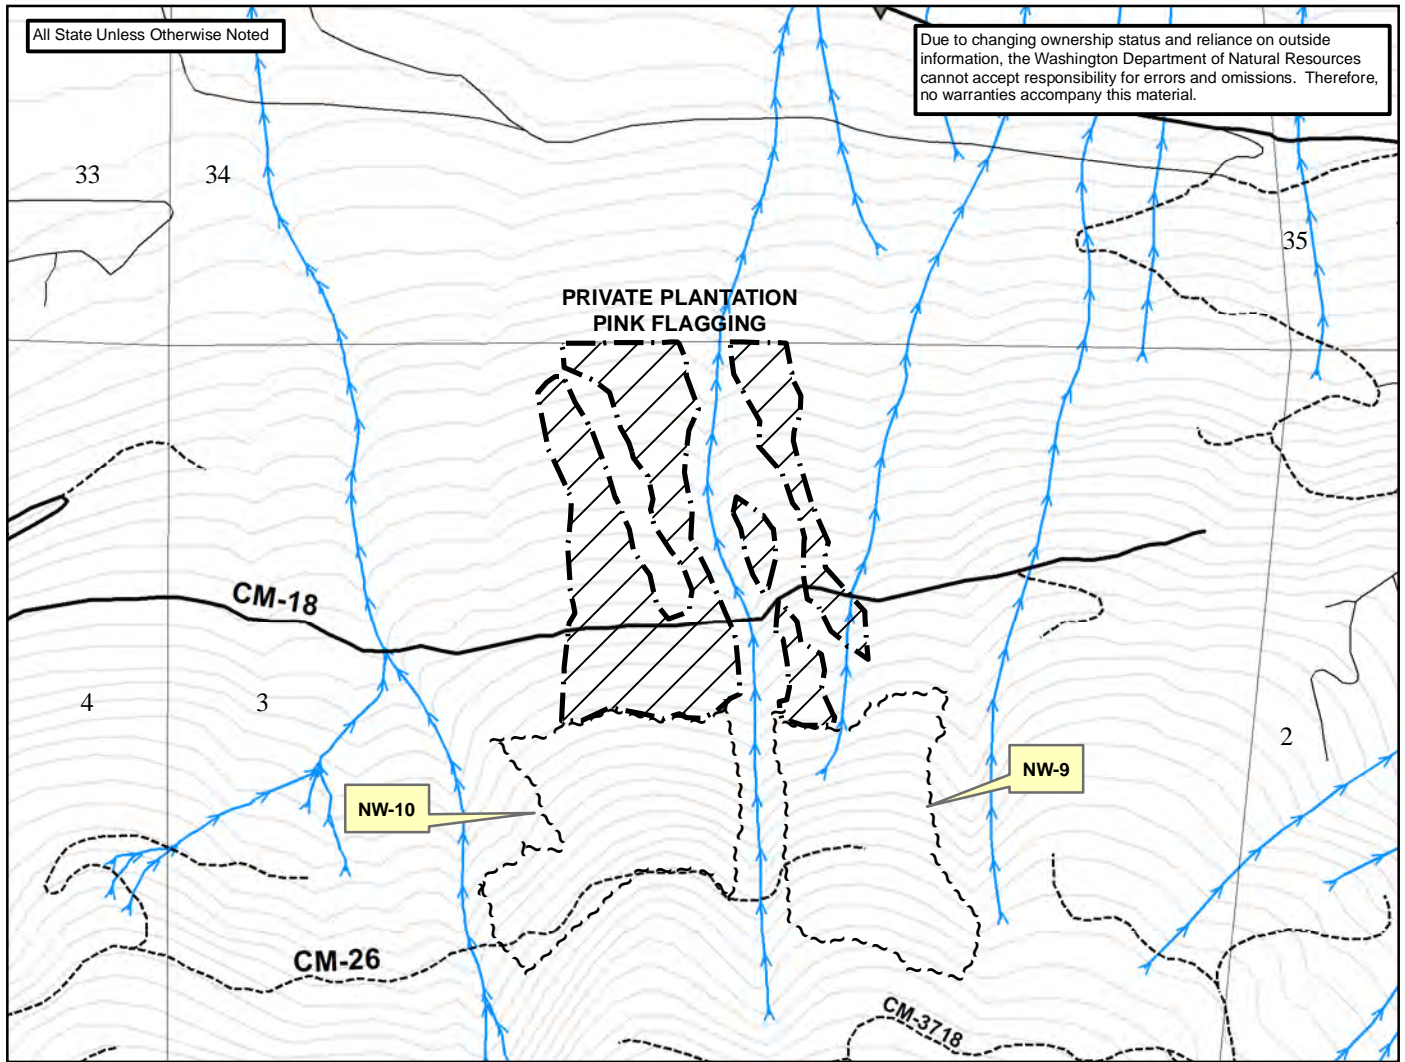 All State Unless Otherwise Noted
Due to changing ownership status and reliance on outside
information, the Washington Department of Natural Resources
cannot accept responsibility for errors and omissions.  Therefore,
no warranties accompany this material.
33
34
35
PRIVATE PLANTATION
PINK FLAGGING
CM-18
4
3
2
NW-9
NW-10
CM-26
CM-3718